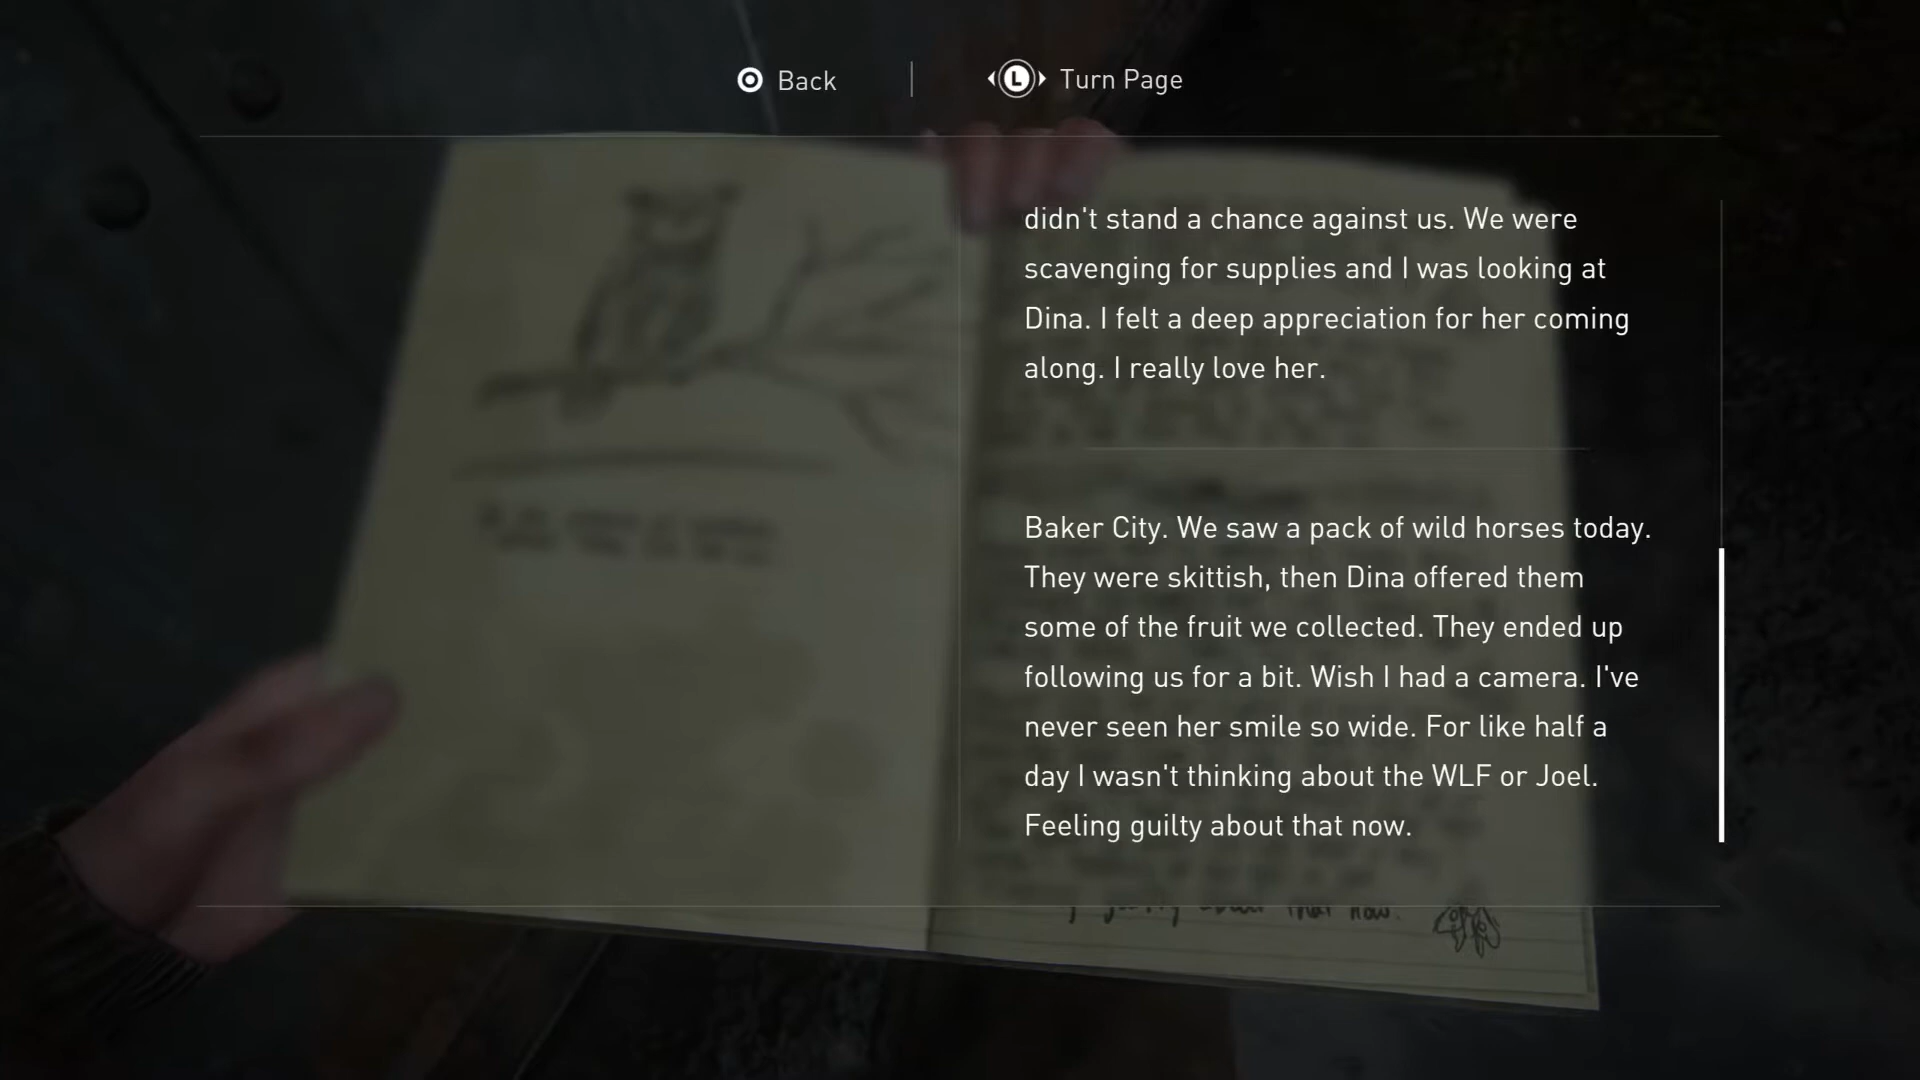 Back
L Turn Page
didn't stand a chance against us. We were
scavenging for supplies and I was looking at
Dina. I felt a deep appreciation for her coming
along. I really love her.
Baker City. We saw a pack of wild horses today.
They were skittish, then Dina offered them
some of the fruit we collected. They ended up
following us for a bit. Wish I had a camera. I've
never seen her smile so wide. For like half a
day I wasn't thinking about the WLF or Joel.
Feeling guilty about that now.
about that now.